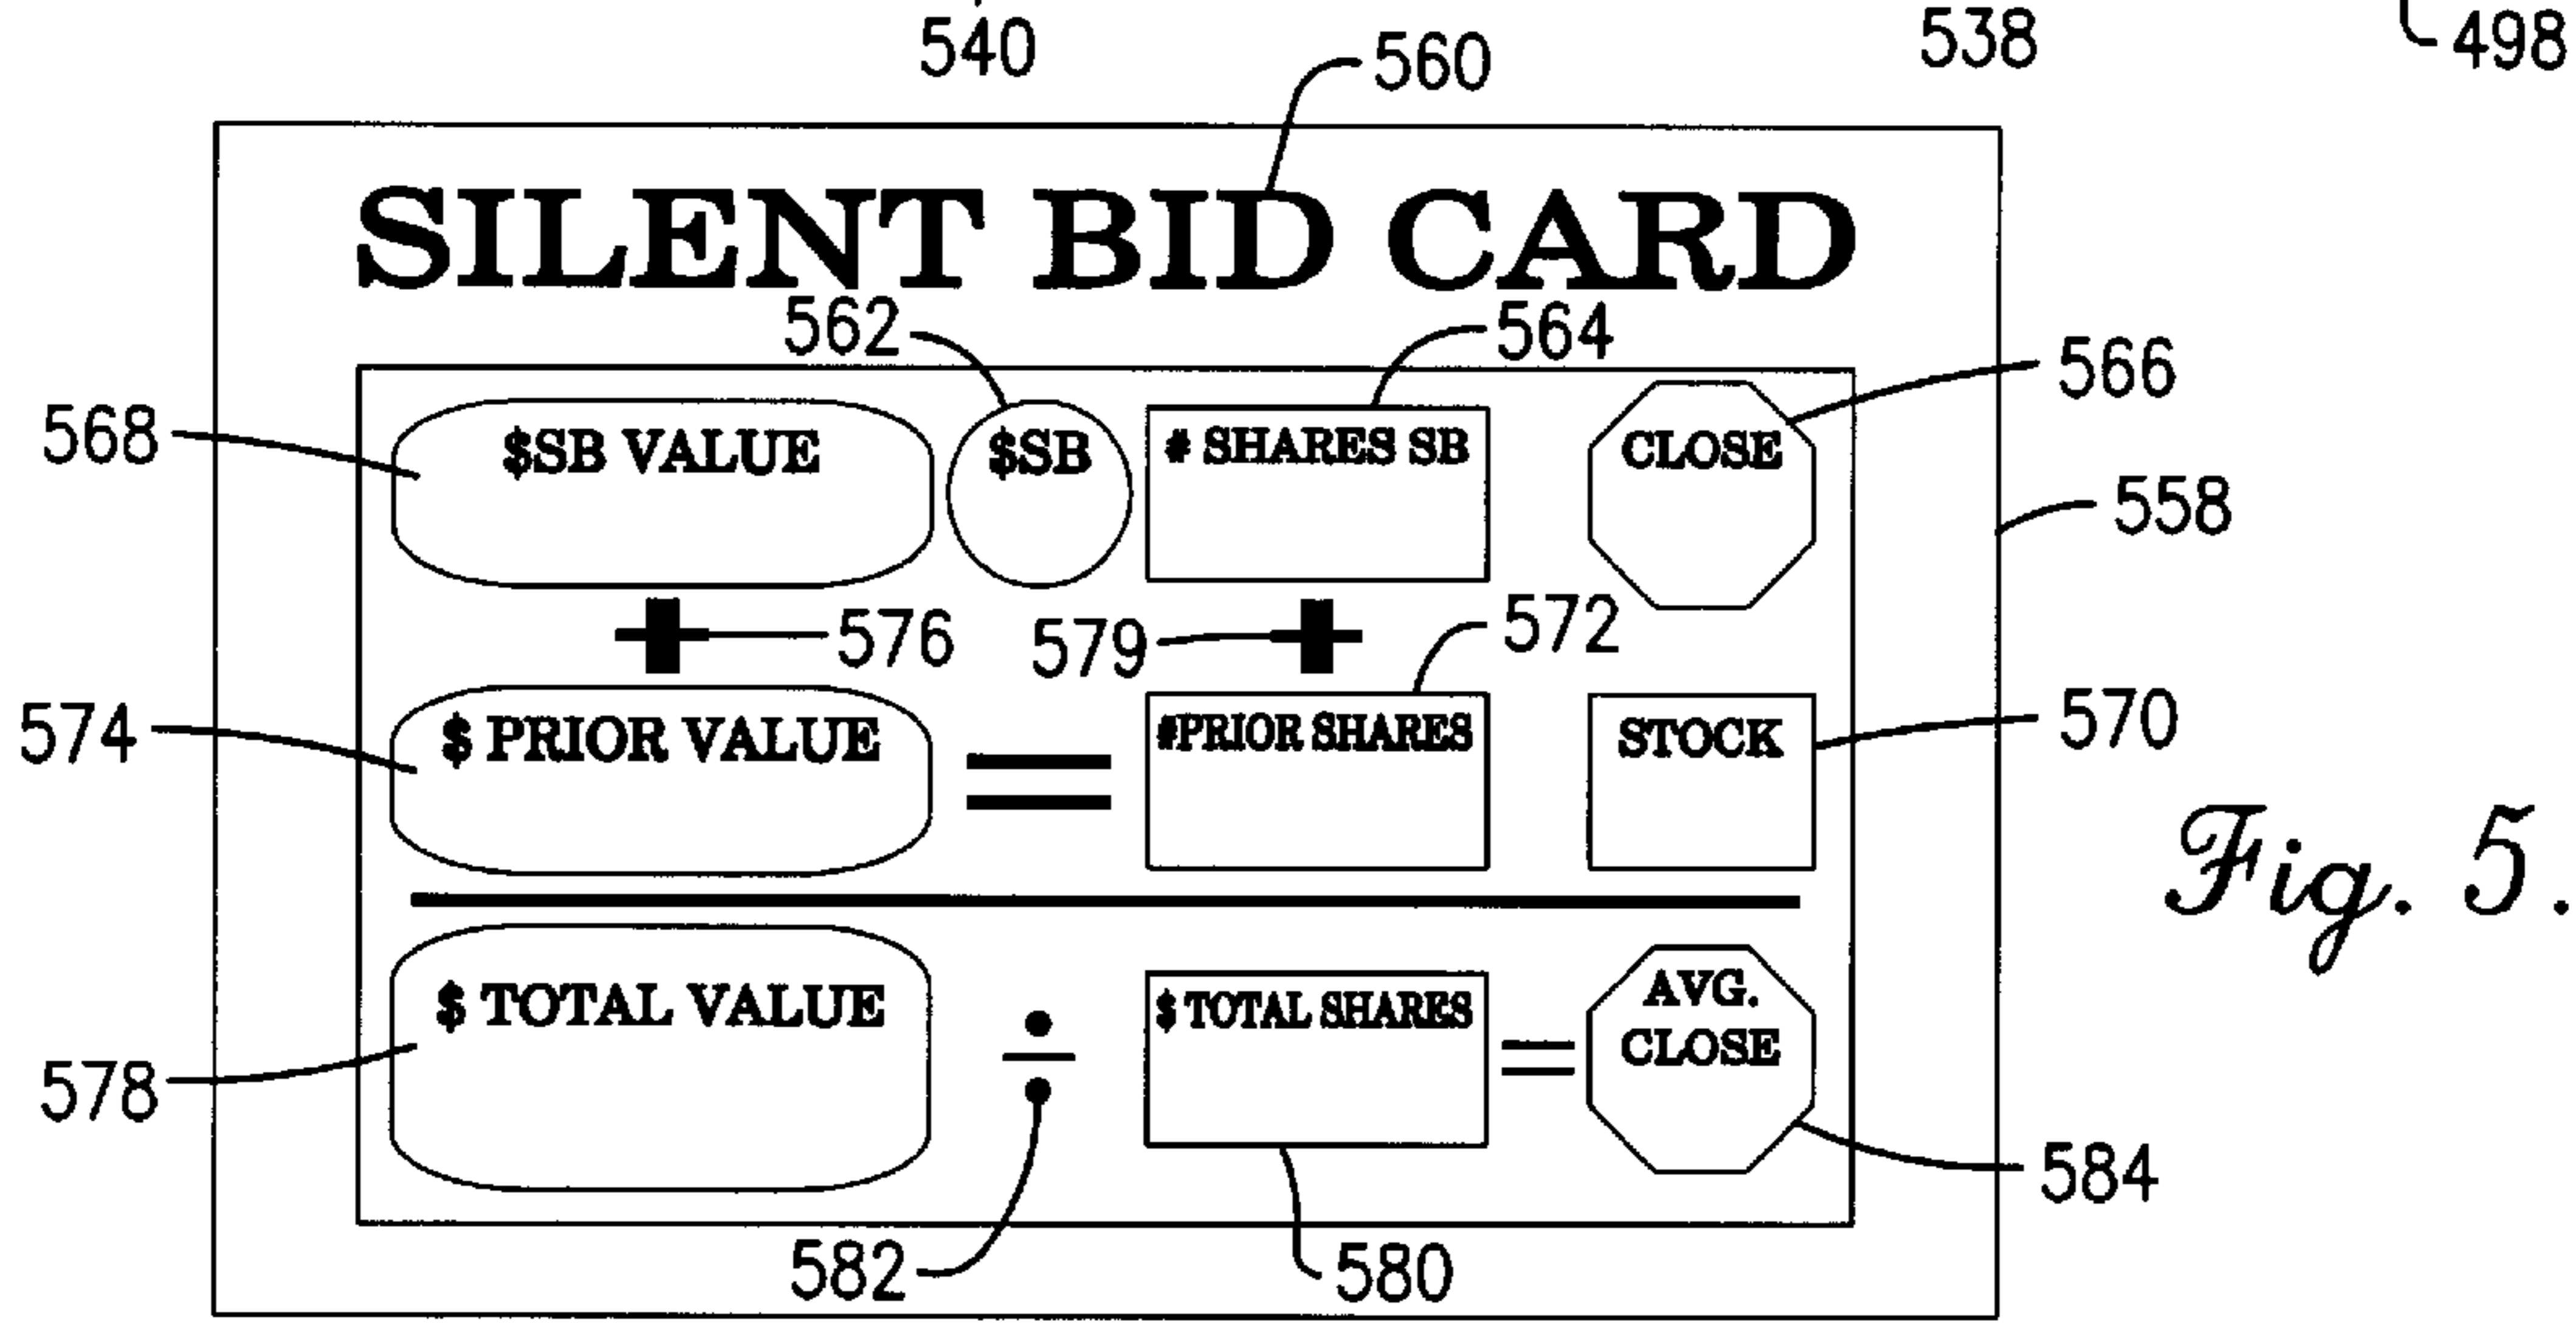 540 560 538 498
SILENT BID CARD
562 564
566
568 $SB VALUE $SB # SHARES SB CLOSE
558
+ 576 579 + 572
574 $ PRIOR VALUE = #PRIOR SHARES STOCK 570
Fig. 5.
578 $ TOTAL VALUE ÷ $ TOTAL SHARES = AVG.
CLOSE
584
582 580